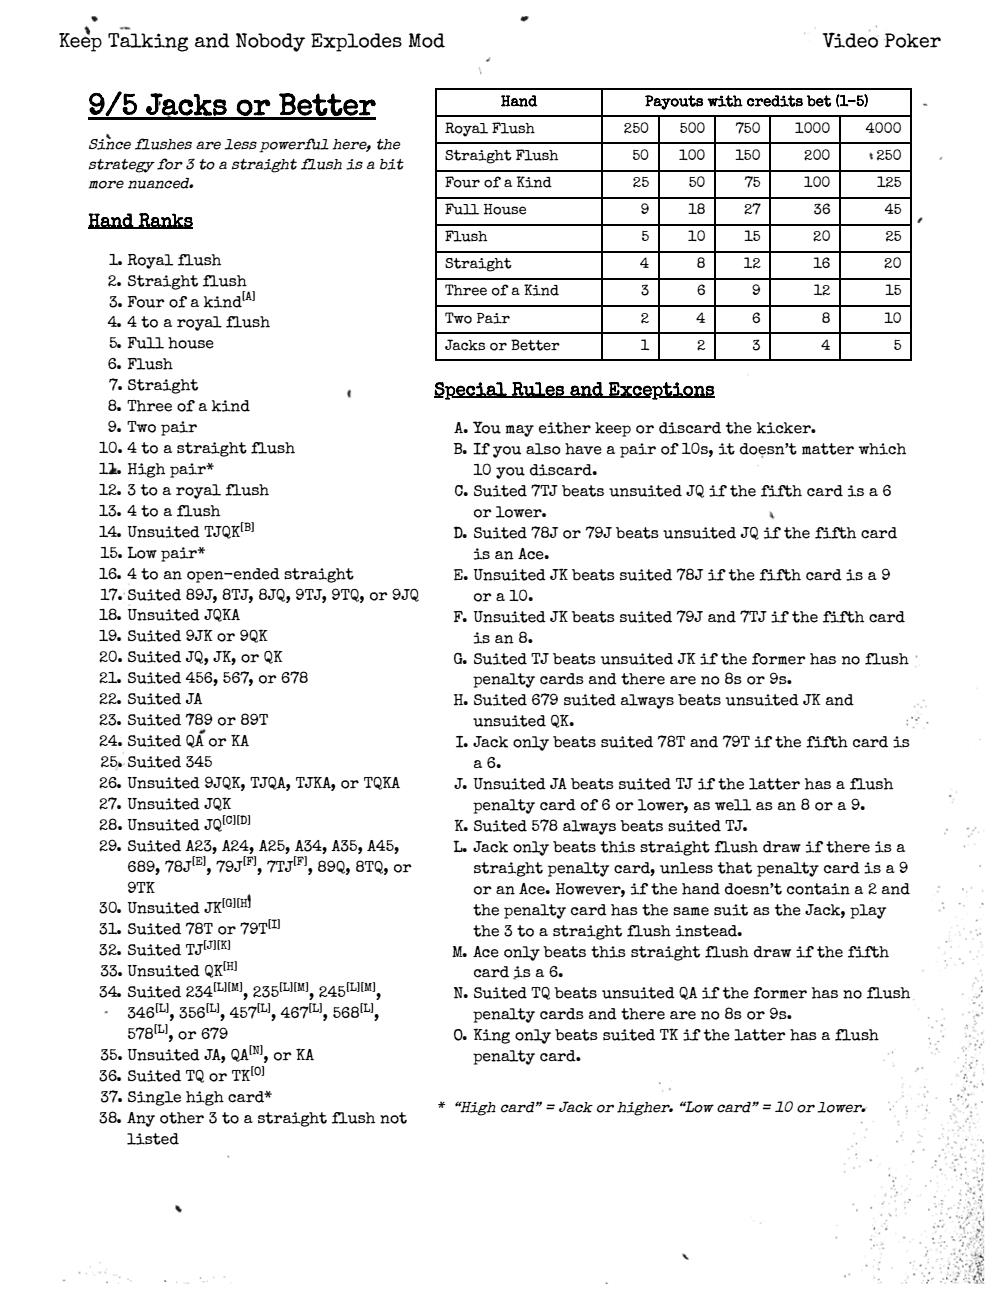 Keep Talking and Nobody Explodes Mod
Video Poker
9/5 Jacks or Better
Since flushes are less powerful here, the
strategy for 3 to a straight flush is a bit
more nuanced.
Hand Ranks
1. Royal flush
2. Straight flush
3. Four of a kind[A]
4. 4 to a royal flush
5. Full house
6. Flush
7. Straight
8. Three of a kind
9. Two pair
10. 4 to a straight flush
11. High pair*
12. 3 to a royal flush
13. 4 to a flush
14. Unsuited TJQK[B]
15. Low pair*
16. 4 to an open-ended straight
17. Suited 89J, 8TJ, 8JQ, 9TJ, 9TQ, or 9JQ
18. Unsuited JQKA
19. Suited 9JK or 9QK
20. Suited JQ, JK, or QK
21. Suited 456, 567, or 678
22. Suited JA
23. Suited 789 or 89T
24. Suited QA or KA
25. Suited 345
26. Unsuited 9JQK, TJQA, TJKA, or TQKA
27. Unsuited JQK
28. Unsuited JQ[C][D]
29. Suited A23, A24, A25, A34, A35, A45,
689, 78J[E], 79J[F], 7TJ[F], 89Q, 8TQ, or
9TK
30. Unsuited JK[G][H]
31. Suited 78T or 79T[I]
32. Suited TJ[J][K]
33. Unsuited QK[H]
34. Suited 234[L][M], 235[L][M], 245[L][M],
346[L], 356[L], 457[L], 467[L], 568[L],
578[L], or 679
35. Unsuited JA, QA[N], or KA
36. Suited TQ or TK[O]
37. Single high card*
38. Any other 3 to a straight flush not
listed
Hand Payouts with credits bet (1-5)
Royal Flush 250 500 750 1000 4000
Straight Flush 50 100 150 200 250
Four of a Kind 25 50 75 100 125
Full House 9 18 27 36 45
Flush 5 10 15 20 25
Straight 4 8 12 16 20
Three of a Kind 3 6 9 12 15
Two Pair 2 4 6 8 10
Jacks or Better 1 2 3 4 5
Special Rules and Exceptions
A. You may either keep or discard the kicker.
B. If you also have a pair of 10s, it doesn't matter which
10 you discard.
C. Suited 7TJ beats unsuited JQ if the fifth card is a 6
or lower.
D. Suited 78J or 79J beats unsuited JQ if the fifth card
is an Ace.
E. Unsuited JK beats suited 78J if the fifth card is a 9
or a 10.
F. Unsuited JK beats suited 79J and 7TJ if the fifth card
is an 8.
G. Suited TJ beats unsuited JK if the former has no flush
penalty cards and there are no 8s or 9s.
H. Suited 679 suited always beats unsuited JK and
unsuited QK.
I. Jack only beats suited 78T and 79T if the fifth card is
a 6.
J. Unsuited JA beats suited TJ if the latter has a flush
penalty card of 6 or lower, as well as an 8 or a 9.
K. Suited 578 always beats suited TJ.
L. Jack only beats this straight flush draw if there is a
straight penalty card, unless that penalty card is a 9
or an Ace. However, if the hand doesn't contain a 2 and
the penalty card has the same suit as the Jack, play
the 3 to a straight flush instead.
M. Ace only beats this straight flush draw if the fifth
card is a 6.
N. Suited TQ beats unsuited QA if the former has no flush
penalty cards and there are no 8s or 9s.
O. King only beats suited TK if the latter has a flush
penalty card.
* "High card" = Jack or higher. "Low card" = 10 or lower.